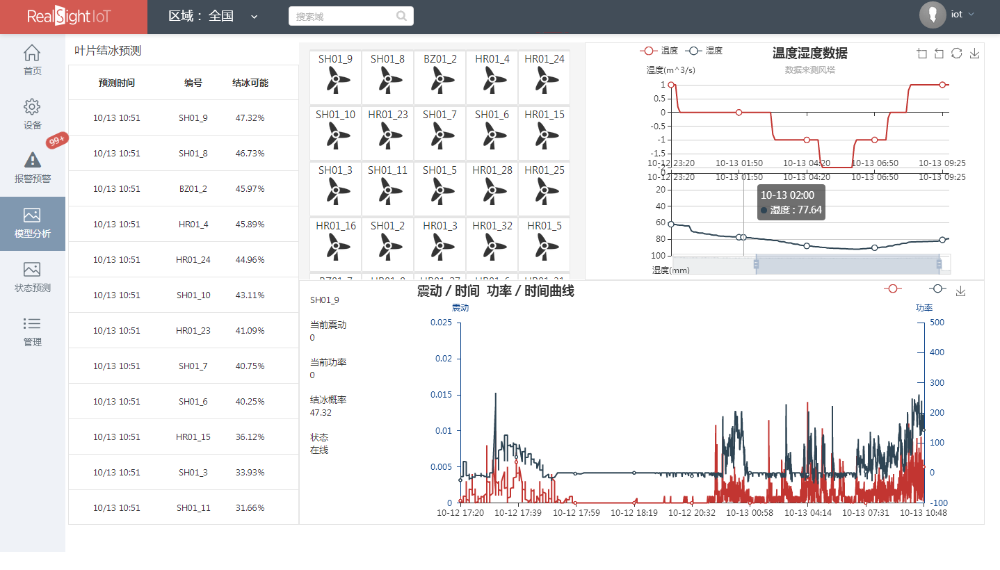 RealSightIoT
区域： 全国
搜索域
iot
首页
设备
99+
报警预警
模型分析
状态预测
管理
叶片结冰预测
预测时间 编号 结冰可能
10/13 10:51 SH01_9 47.32%
10/13 10:51 SH01_8 46.73%
10/13 10:51 BZ01_2 45.97%
10/13 10:51 HR01_4 45.89%
10/13 10:51 HR01_24 44.96%
10/13 10:51 SH01_10 43.11%
10/13 10:51 HR01_23 41.09%
10/13 10:51 SH01_7 40.75%
10/13 10:51 SH01_6 40.25%
10/13 10:51 HR01_15 36.12%
10/13 10:51 SH01_3 33.93%
10/13 10:51 SH01_11 31.66%
SH01_9 SH01_8 BZ01_2 HR01_4 HR01_24
SH01_10 HR01_23 SH01_7 SH01_6 HR01_15
SH01_3 SH01_11 SH01_5 HR01_28 HR01_25
HR01_16 SH01_2 HR01_3 HR01_32 HR01_5
温度 湿度
温度湿度数据
数据来测风塔
温度(m^3/s)
1
0.5
0
-0.5
-1
-1.5
-2
10-12 23:20 10-13 01:50 10-13 04:20 10-13 06:50 10-13 09:25
0
10-12 23:20 10-13 01:50 10-13 04:20 10-13 06:50 10-13 09:25
20
40
60
80
100
湿度(mm)
10-13 02:00
湿度 : 77.64
SH01_9
当前震动
0
当前功率
0
结冰概率
47.32
状态
在线
震动 / 时间 功率 / 时间曲线
震动
0.025
0.02
0.015
0.01
0.005
0
功率
500
400
300
200
100
0
-100
10-12 17:20 10-12 17:39 10-12 17:59 10-12 18:19 10-12 20:32 10-13 00:58 10-13 04:14 10-13 07:31 10-13 10:48